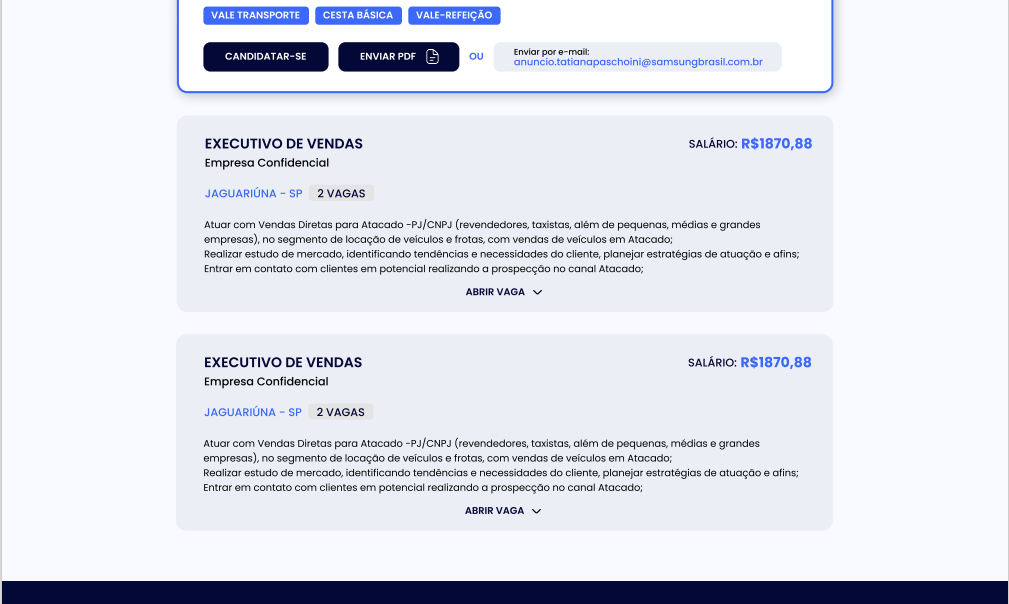 VALE TRANSPORTE CESTA BÁSICA VALE-REFEIÇÃO
CANDIDATAR-SE ENVIAR PDF OU Enviar por e-mail:
anuncio.tatianapaschoini@samsungbrasil.com.br
EXECUTIVO DE VENDAS SALÁRIO: R$1870,88
Empresa Confidencial
JAGUARIÚNA - SP 2 VAGAS
Atuar com Vendas Diretas para Atacado -PJ/CNPJ (revendedores, taxistas, além de pequenas, médias e grandes
empresas), no segmento de locação de veículos e frotas, com vendas de veículos em Atacado;
Realizar estudo de mercado, identificando tendências e necessidades do cliente, planejar estratégias de atuação e afins;
Entrar em contato com clientes em potencial realizando a prospecção no canal Atacado;
ABRIR VAGA
EXECUTIVO DE VENDAS SALÁRIO: R$1870,88
Empresa Confidencial
JAGUARIÚNA - SP 2 VAGAS
Atuar com Vendas Diretas para Atacado -PJ/CNPJ (revendedores, taxistas, além de pequenas, médias e grandes
empresas), no segmento de locação de veículos e frotas, com vendas de veículos em Atacado;
Realizar estudo de mercado, identificando tendências e necessidades do cliente, planejar estratégias de atuação e afins;
Entrar em contato com clientes em potencial realizando a prospecção no canal Atacado;
ABRIR VAGA